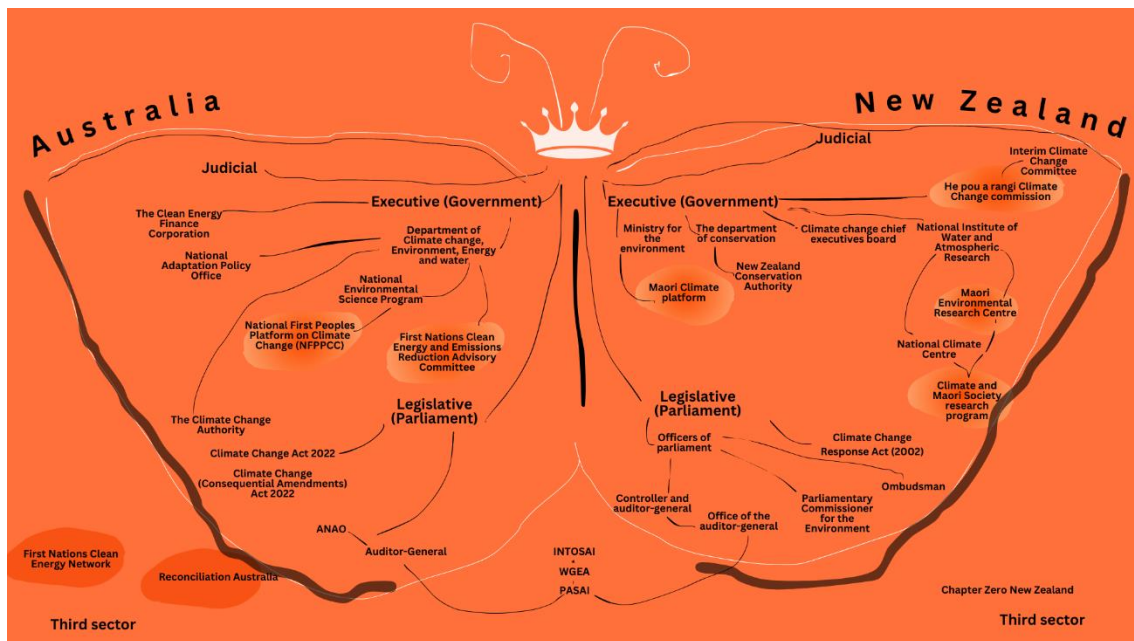 Australia
Judicial
Executive (Government)
The Clean Energy
Finance
Corporation
Department of
Climate change,
Environment, Energy
and water
National
Adaptation Policy
Office
National
Environmental
Science Program
National First Peoples
Platform on Climate
Change (NFPPCC)
First Nations Clean
Energy and Emissions
Reduction Advisory
Committee
Legislative
(Parliament)
The Climate Change
Authority
Climate Change Act 2022
Climate Change
(Consequential Amendments)
Act 2022
ANAO
Auditor-General
First Nations Clean
Energy Network
Reconciliation Australia
Third sector
INTOSAI
WGEA
PASAI
New Zealand
Judicial
Interim Climate
Change
Committee
He pou a rangi Climate
Change commission
Executive (Government)
Ministry for
the
environment
The department
of conservation
Climate change chief
executives board
National Institute of
Water and
Atmospheric
Research
New Zealand
Conservation
Authority
Maori Climate
platform
Maori
Environmental
Research Centre
National Climate
Centre
Climate and
Maori Society
research
program
Legislative
(Parliament)
Officers of
parliament
Climate Change
Response Act (2002)
Ombudsman
Controller and
auditor-general
Office of the
auditor-general
Parliamentary
Commissioner
for the
Environment
Chapter Zero New Zealand
Third sector